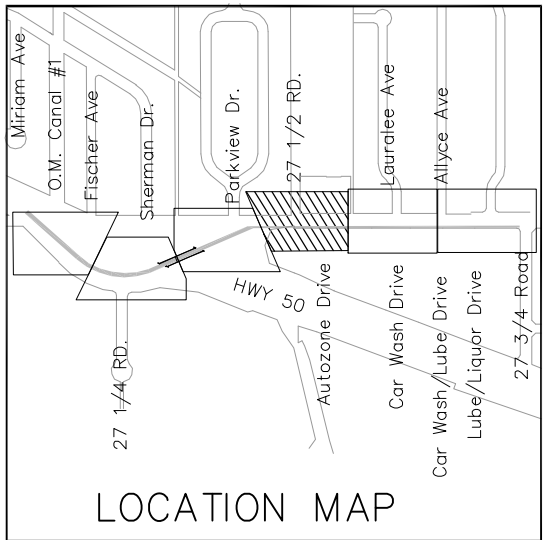 Miriam Ave
O.M. Canal #1
Fischer Ave
Sherman Dr.
Parkview Dr.
27 1/2 RD.
Lauralee Ave
Allyce Ave
HWY 50
27 1/4 RD.
Autozone Drive
Car Wash Drive
Car Wash/Lube Drive
Lube/Liquor Drive
27 3/4 Road
LOCATION MAP